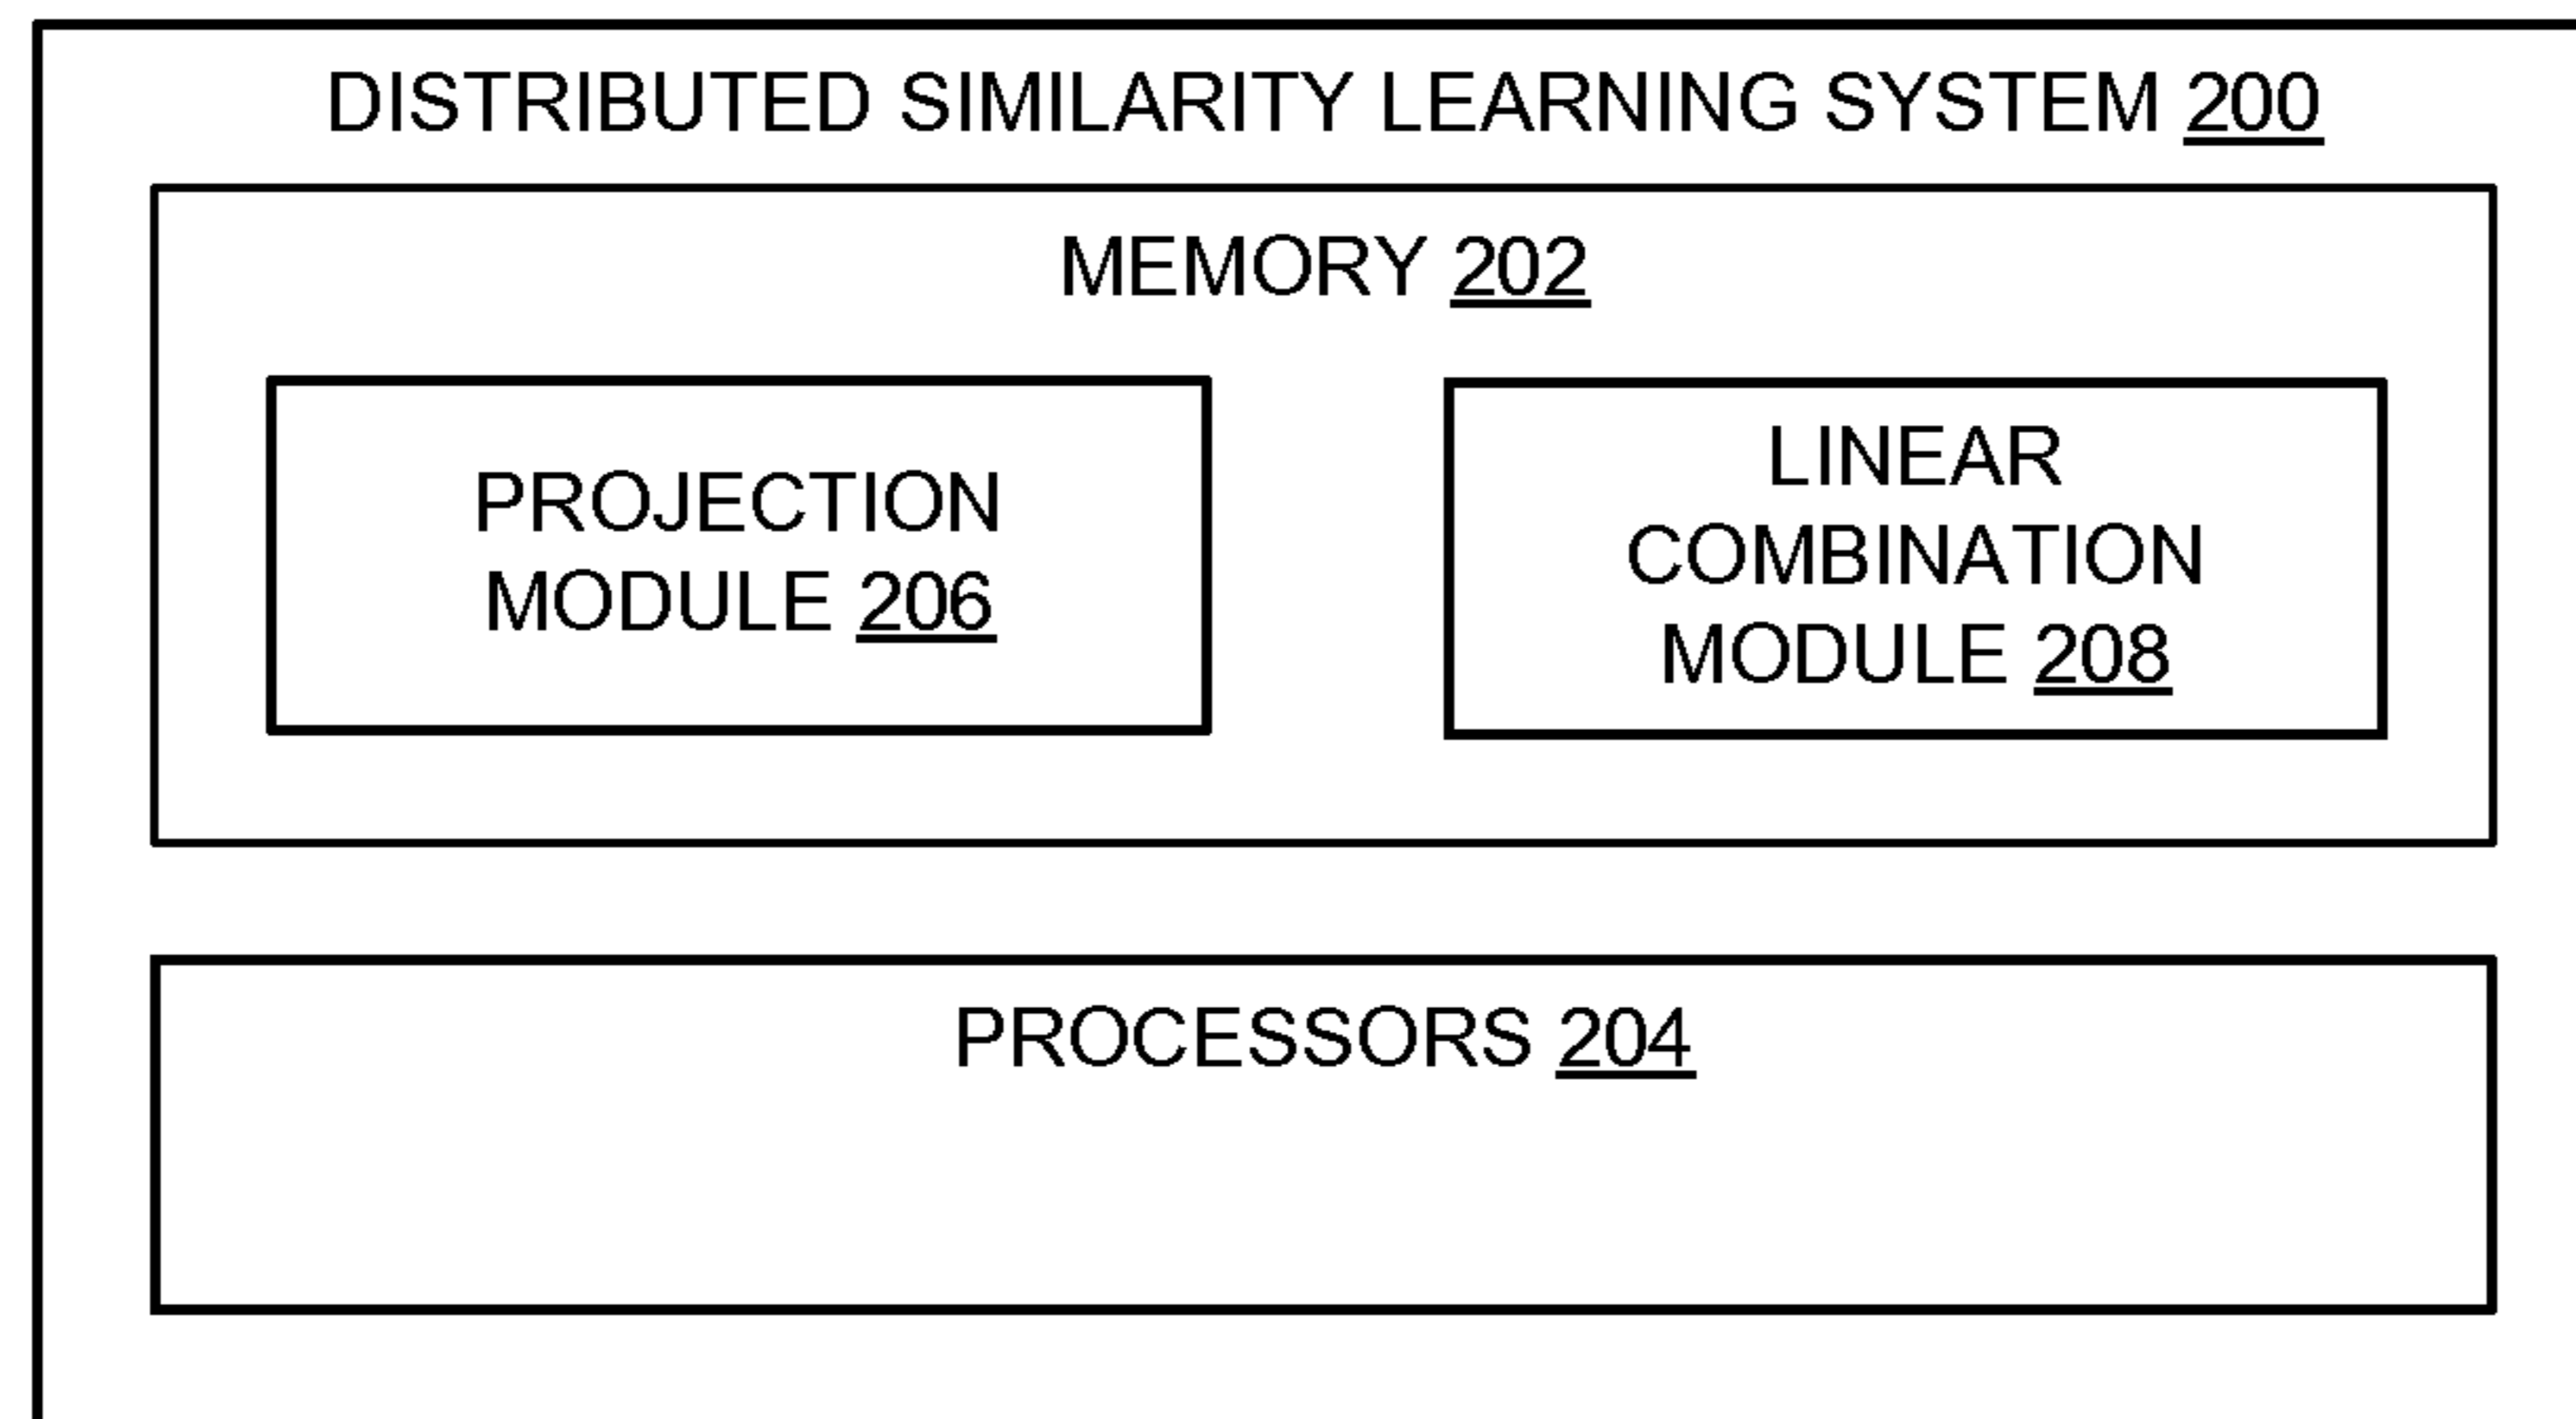 DISTRIBUTED SIMILARITY LEARNING SYSTEM 200
MEMORY 202
PROJECTION
MODULE 206
LINEAR
COMBINATION
MODULE 208
PROCESSORS 204